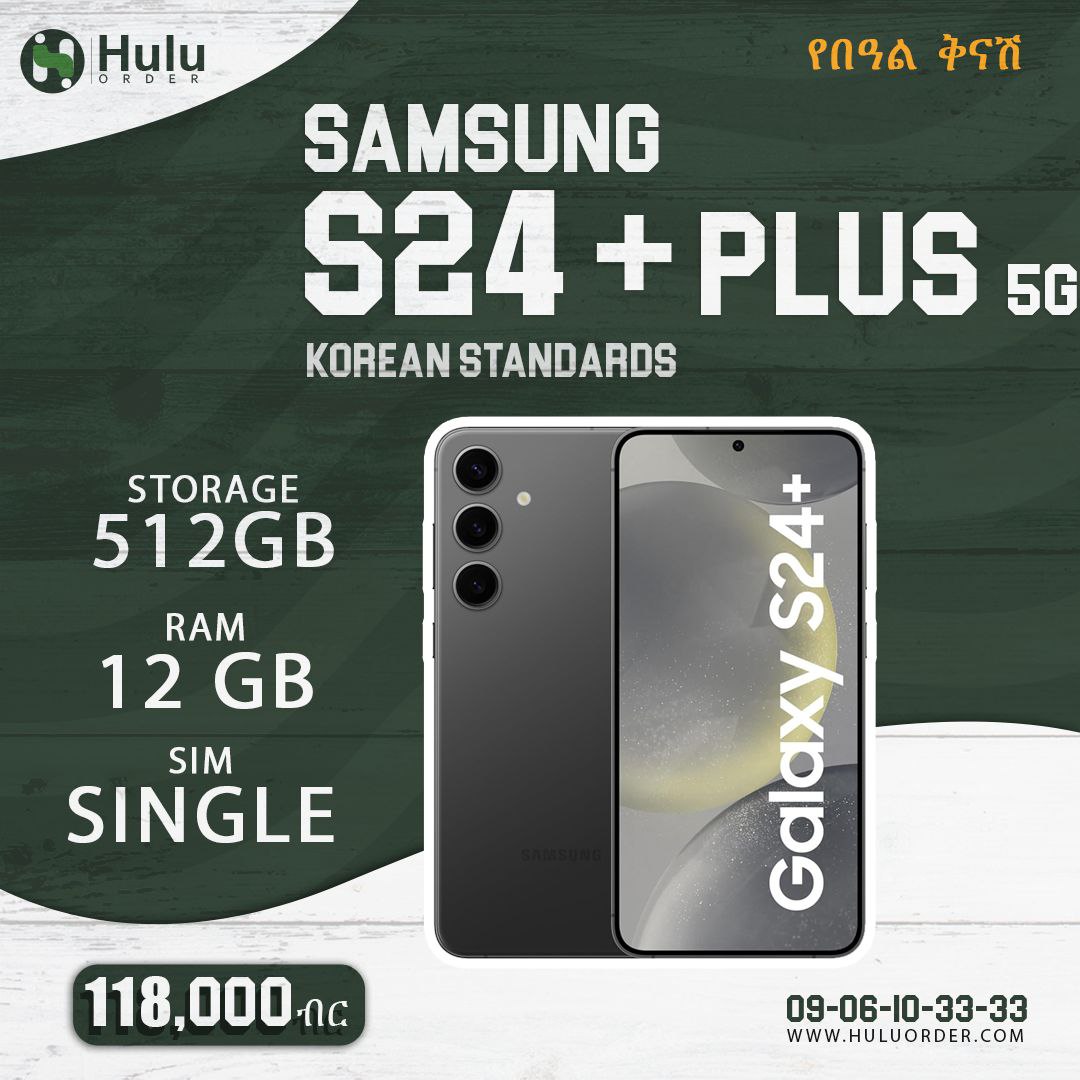 Hulu
ORDER
የበዓል ቅናሽ
SAMSUNG
S24 + PLUS 5G
KOREAN STANDARDS
STORAGE
512GB
RAM
12 GB
SIM
SINGLE
Galaxy S24+
SAMSUNG
118,000 ብር
09-06-10-33-33
WWW.HULUORDER.COM